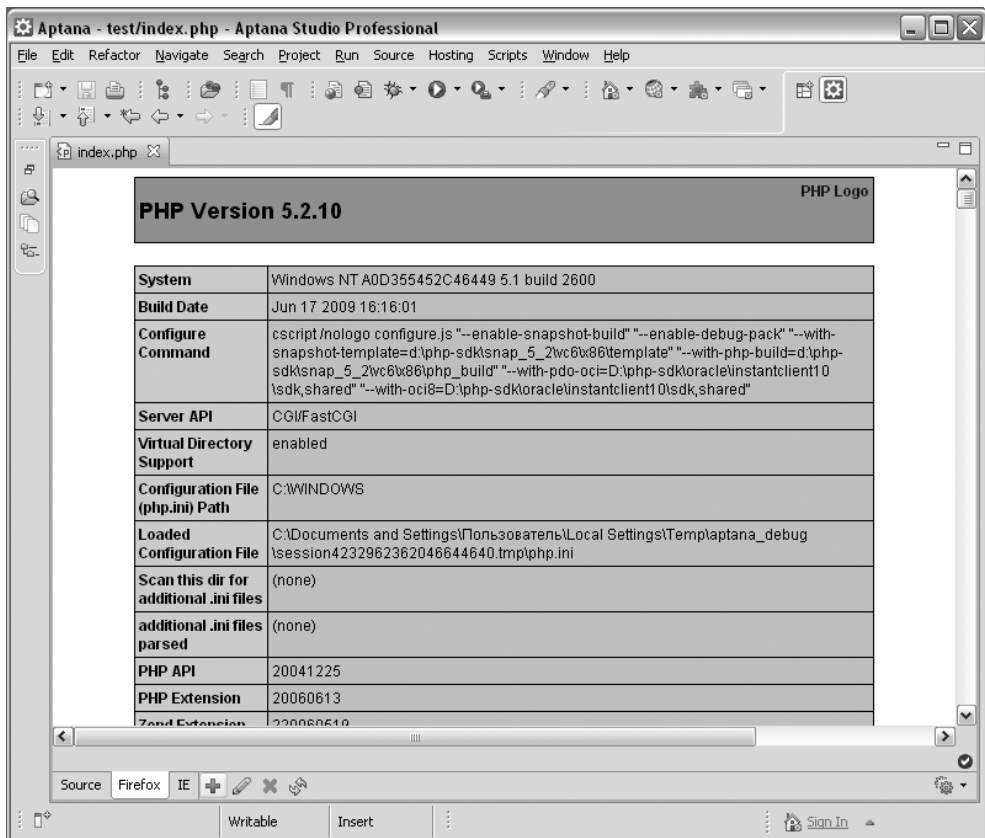 Aptana - test/index.php - Aptana Studio Professional
File Edit Refactor Navigate Search Project Run Source Hosting Scripts Window Help
index.php
PHP Logo
PHP Version 5.2.10
System Windows NT A0D355452C46449 5.1 build 2600
Build Date Jun 17 2009 16:16:01
Configure Command cscript /nologo configure.js "--enable-snapshot-build" "--enable-debug-pack" "--with-
snapshot-template=d:\php-sdk\snap_5_2\vc6\x86\template" "--with-php-build=d:\php-
sdk\snap_5_2\vc6\x86\php_build" "--with-pdo-oci=D:\php-sdk\oracle\instantclient10
\sdk,shared" "--with-oci8=D:\php-sdk\oracle\instantclient10\sdk,shared"
Server API CGI/FastCGI
Virtual Directory Support enabled
Configuration File (php.ini) Path C:\WINDOWS
Loaded Configuration File C:\Documents and Settings\Пользователь\Local Settings\Temp\aptana_debug
\session4232962362046644640.tmp\php.ini
Scan this dir for additional .ini files (none)
additional .ini files parsed (none)
PHP API 20041225
PHP Extension 20060613
Zend Extension 220060519
Source Firefox IE
Writable Insert Sign In